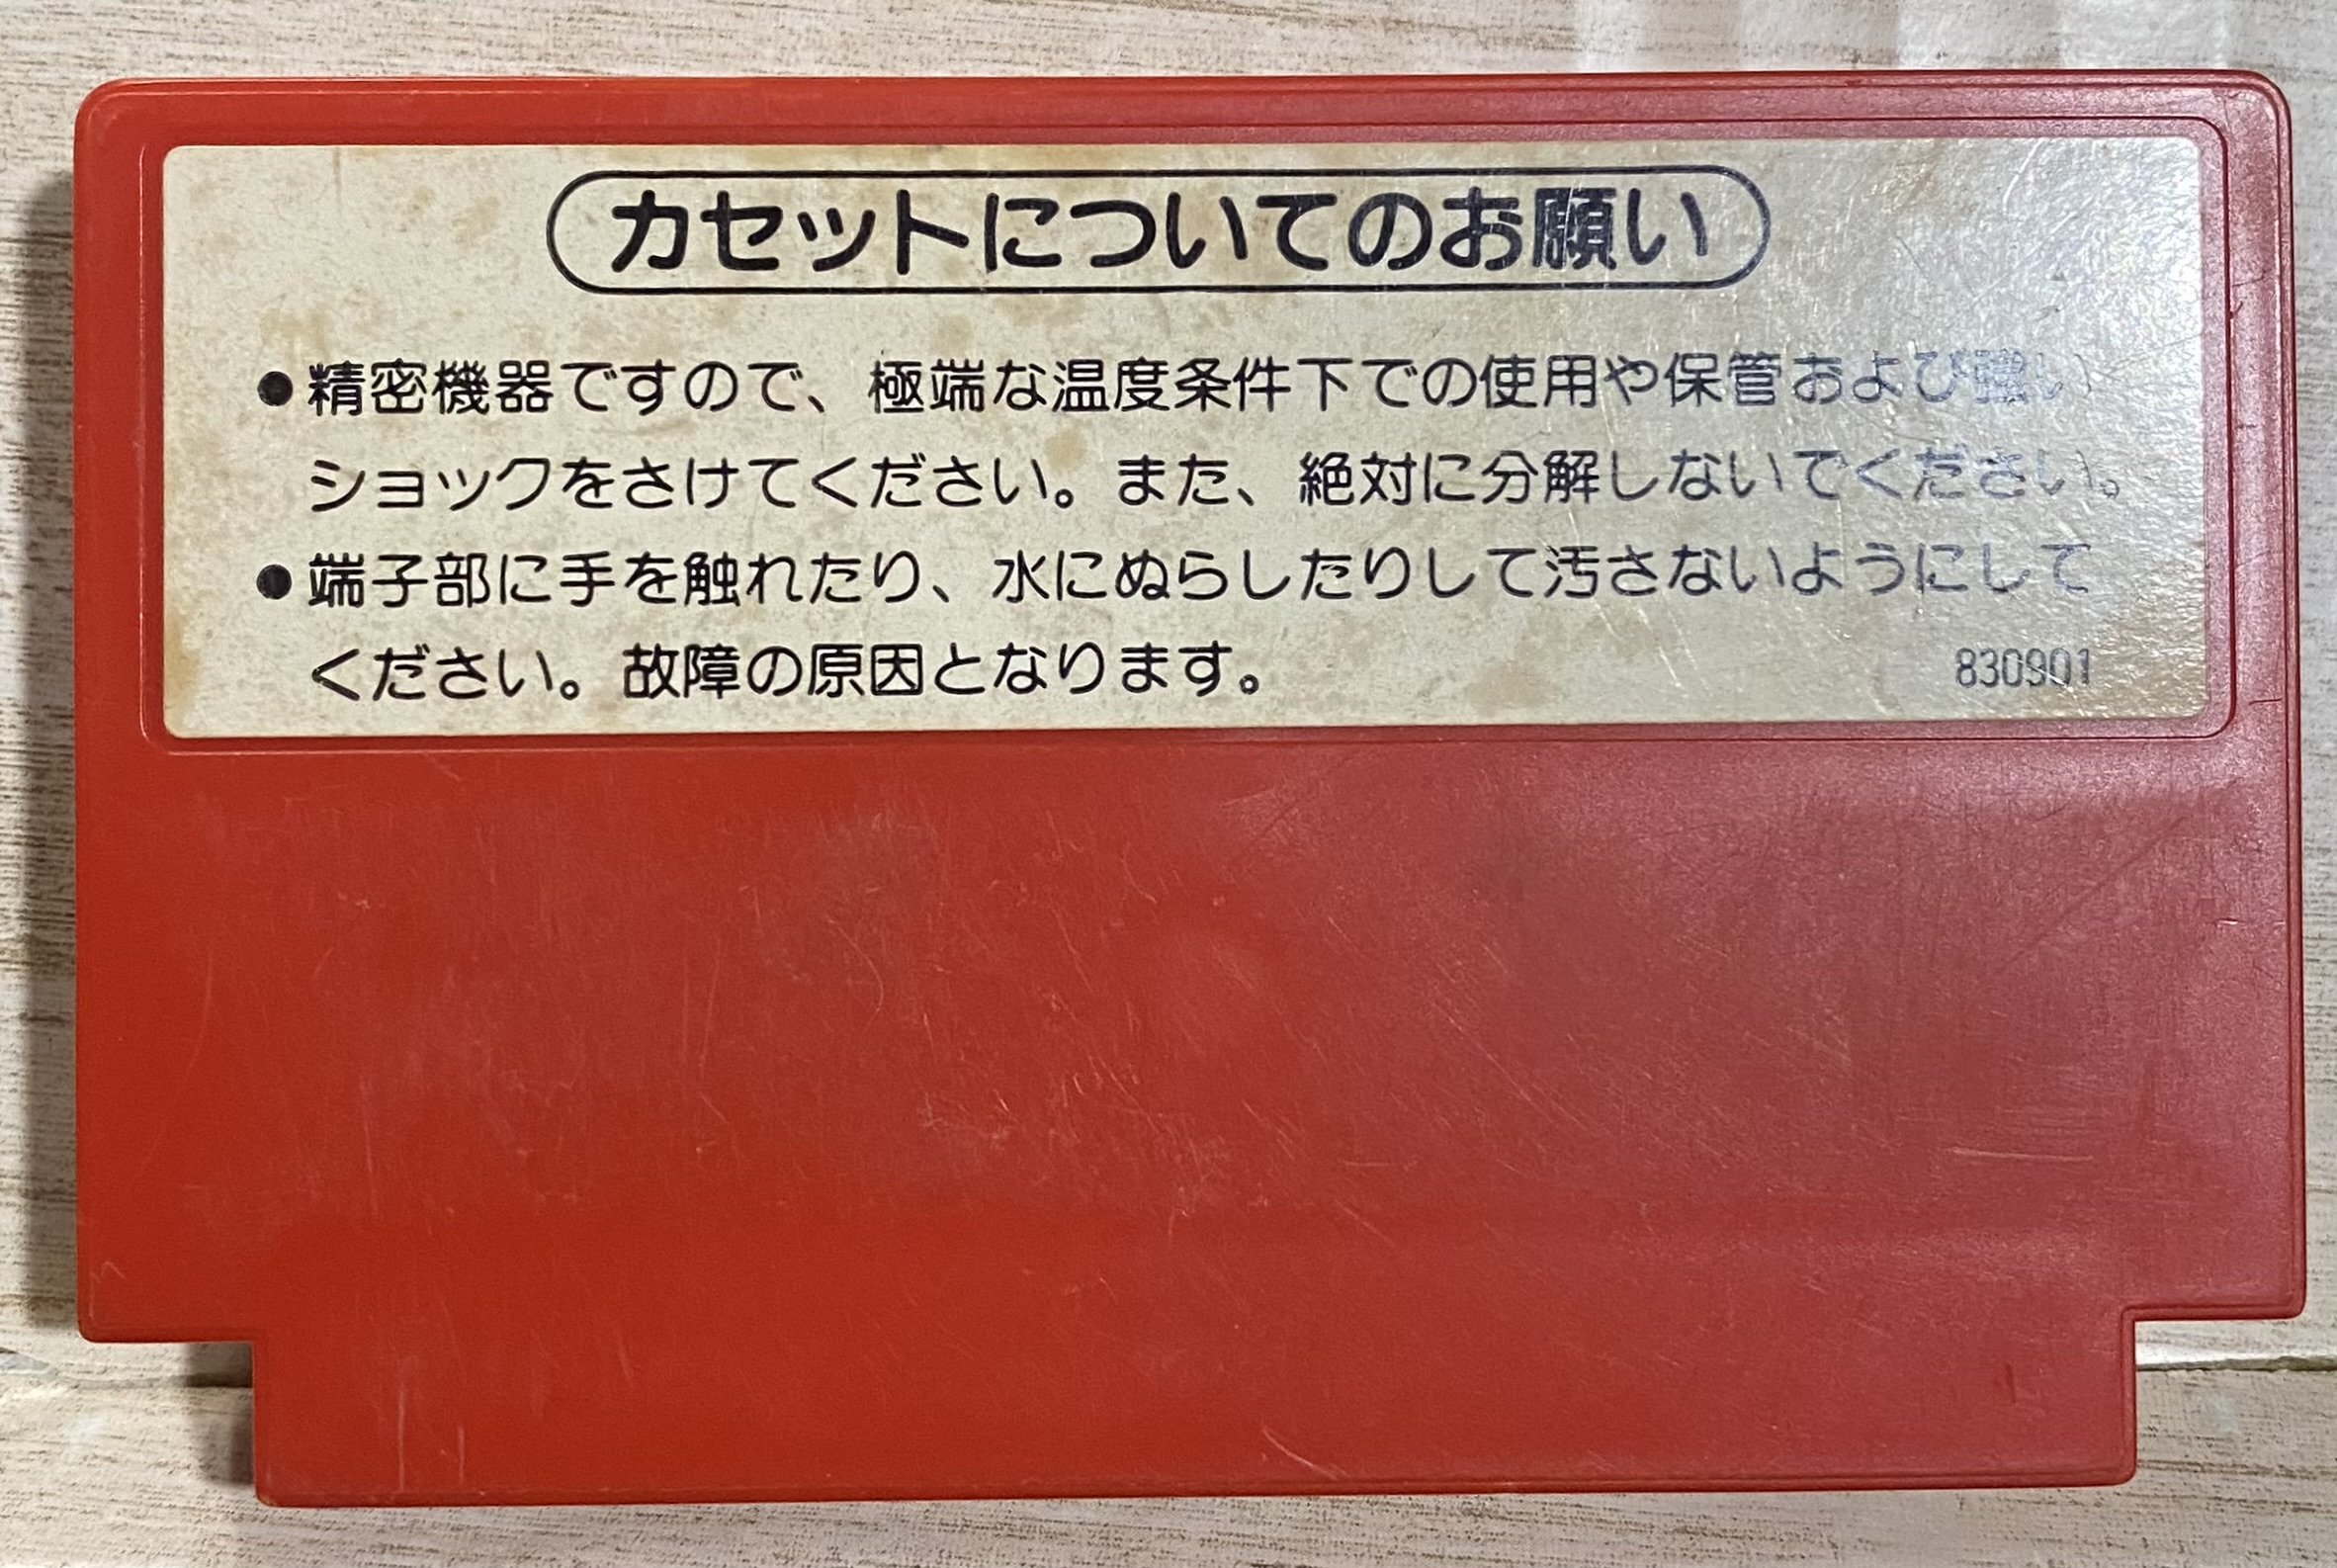 カセットについてのお願い
●精密機器ですので、極端な温度条件下での使用や保管および強い
ショックをさけてください。また、絶対に分解しないでください。
●端子部に手を触れたり、水にぬらしたりして汚さないようにして
ください。故障の原因となります。
830901